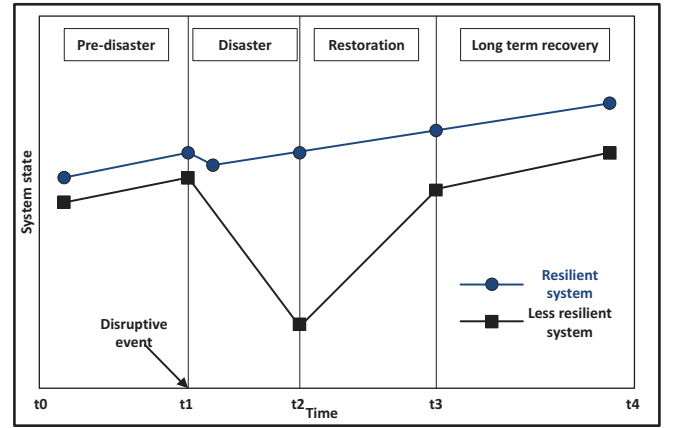 Pre-disaster
Disaster
Restoration
Long term recovery
System state
Resilient
system
Less resilient
system
Disruptive
event
t0
t1
t2
Time
t3
t4